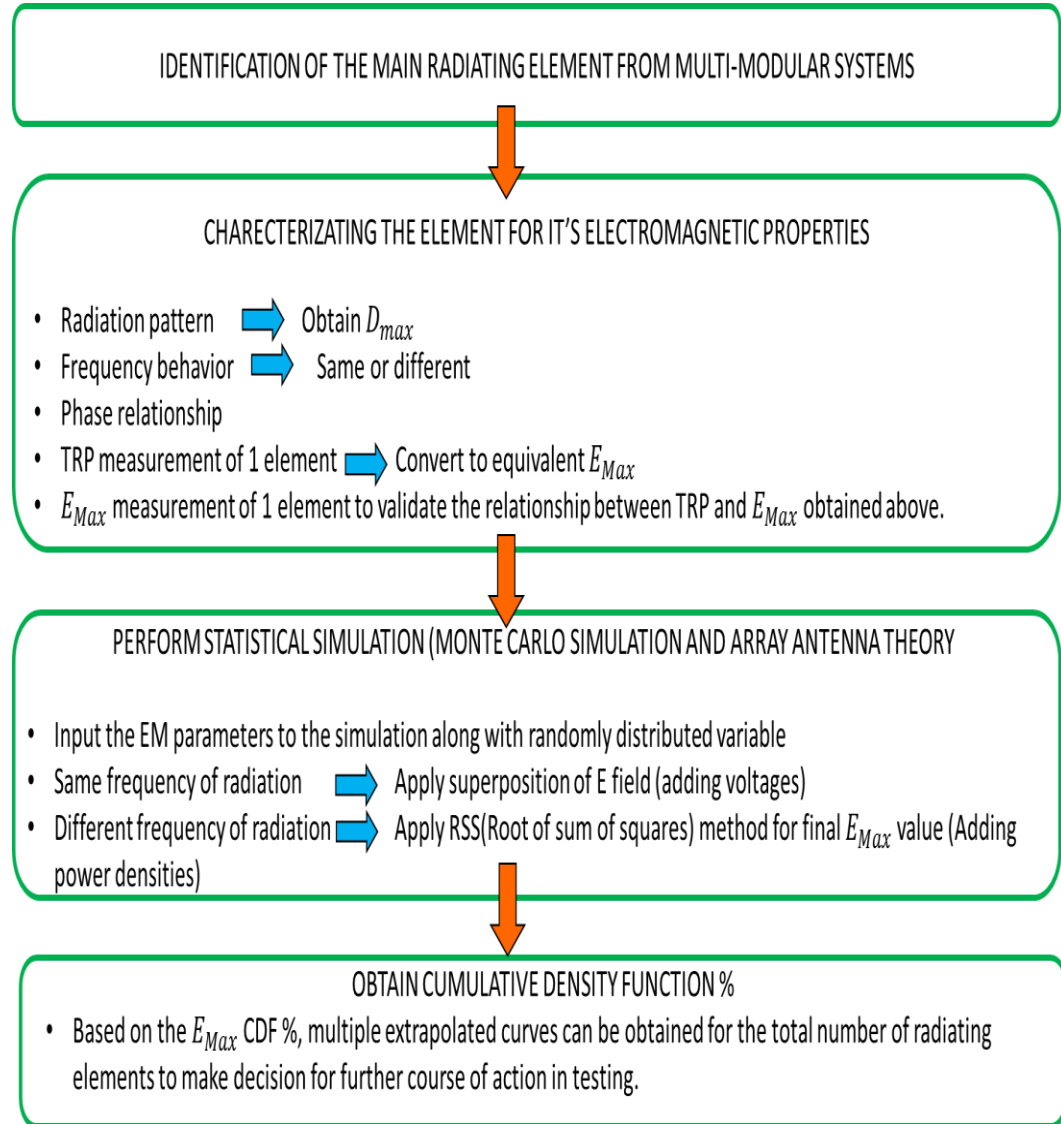 IDENTIFICATION OF THE MAIN RADIATING ELEMENT FROM MULTI-MODULAR SYSTEMS
CHARECTERIZATING THE ELEMENT FOR IT'S ELECTROMAGNETIC PROPERTIES
• Radiation pattern Obtain D_max
• Frequency behavior Same or different
• Phase relationship
• TRP measurement of 1 element Convert to equivalent E_Max
• E_Max measurement of 1 element to validate the relationship between TRP and E_Max obtained above.
PERFORM STATISTICAL SIMULATION (MONTE CARLO SIMULATION AND ARRAY ANTENNA THEORY
• Input the EM parameters to the simulation along with randomly distributed variable
• Same frequency of radiation Apply superposition of E field (adding voltages)
• Different frequency of radiation Apply RSS(Root of sum of squares) method for final E_Max value (Adding
power densities)
OBTAIN CUMULATIVE DENSITY FUNCTION %
• Based on the E_Max CDF %, multiple extrapolated curves can be obtained for the total number of radiating
elements to make decision for further course of action in testing.